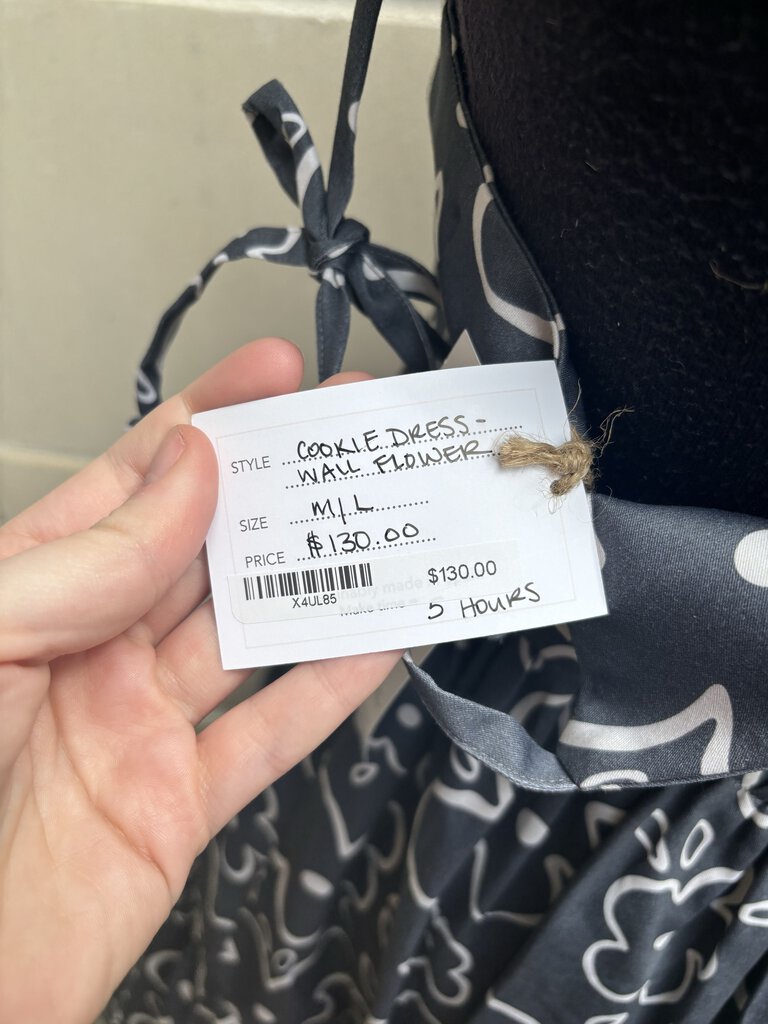 STYLE COOKIE DRESS-
WALL FLOWER
SIZE M/L
PRICE $130.00
$130.00
X4UL85
5 HOURS